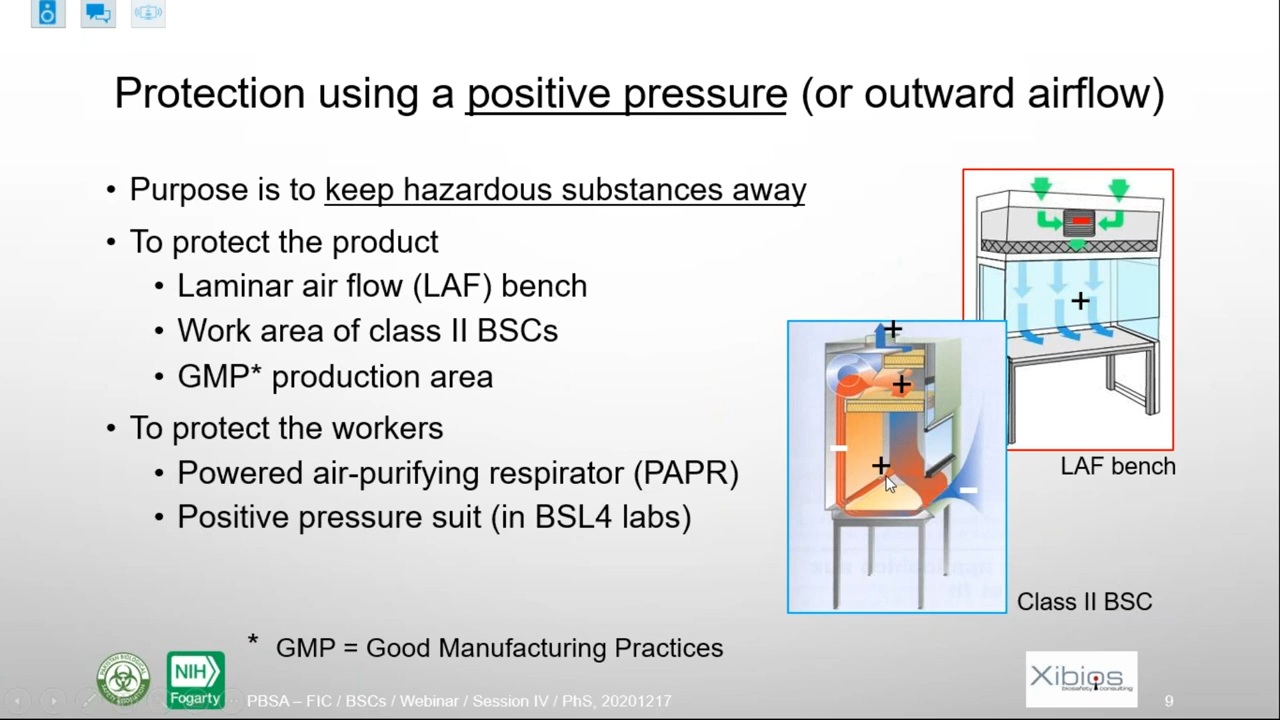 Protection using a positive pressure (or outward airflow)
• Purpose is to keep hazardous substances away
• To protect the product
• Laminar air flow (LAF) bench
• Work area of class II BSCs
• GMP* production area
• To protect the workers
• Powered air-purifying respirator (PAPR)
• Positive pressure suit (in BSL4 labs)
+
+
+
+
−
−
LAF bench
Class II BSC
* GMP = Good Manufacturing Practices
NIH
Fogarty
PBSA – FIC / BSCs / Webinar / Session IV / PhS, 20201217
Xibios
biosafety consulting
9